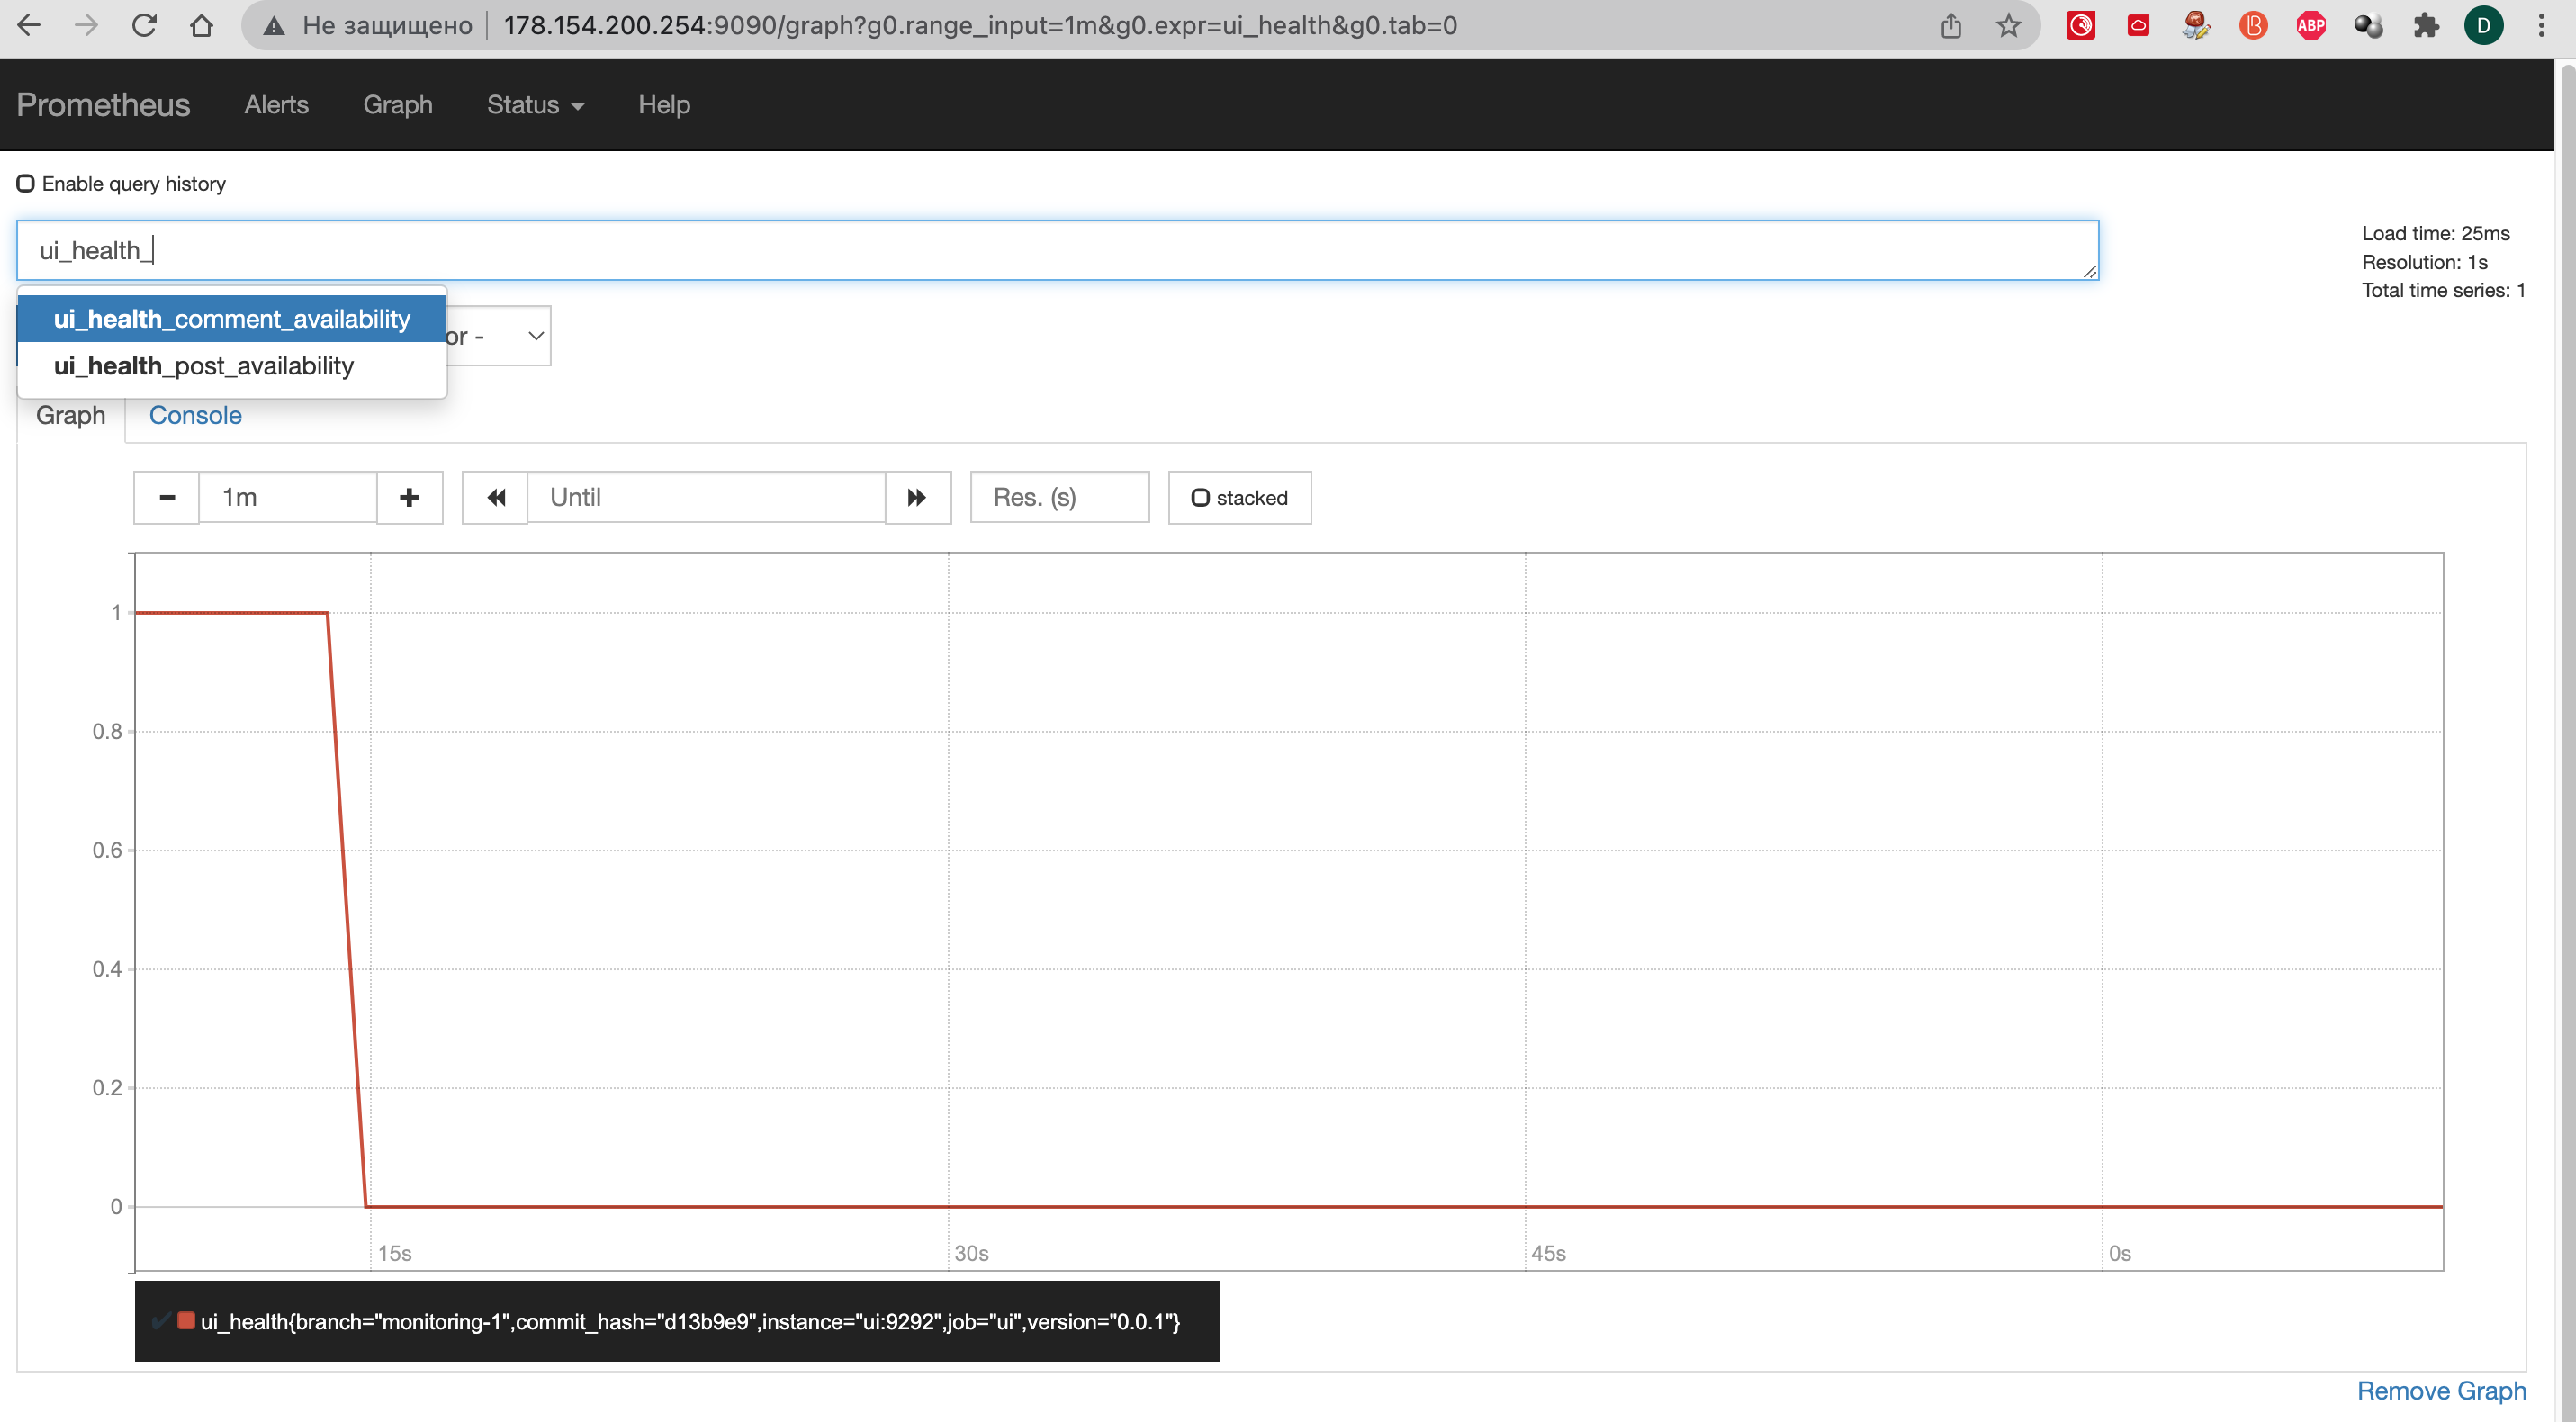 Не защищено 178.154.200.254:9090/graph?g0.range_input=1m&g0.expr=ui_health&g0.tab=0
ABP
D
Prometheus Alerts Graph Status Help
Enable query history
ui_health_
Load time: 25ms
Resolution: 1s
Total time series: 1
ui_health_comment_availability
or -
ui_health_post_availability
Graph Console
1m Until Res. (s) stacked
1
0.8
0.6
0.4
0.2
0
15s 30s 45s 0s
ui_health{branch="monitoring-1",commit_hash="d13b9e9",instance="ui:9292",job="ui",version="0.0.1"}
Remove Graph